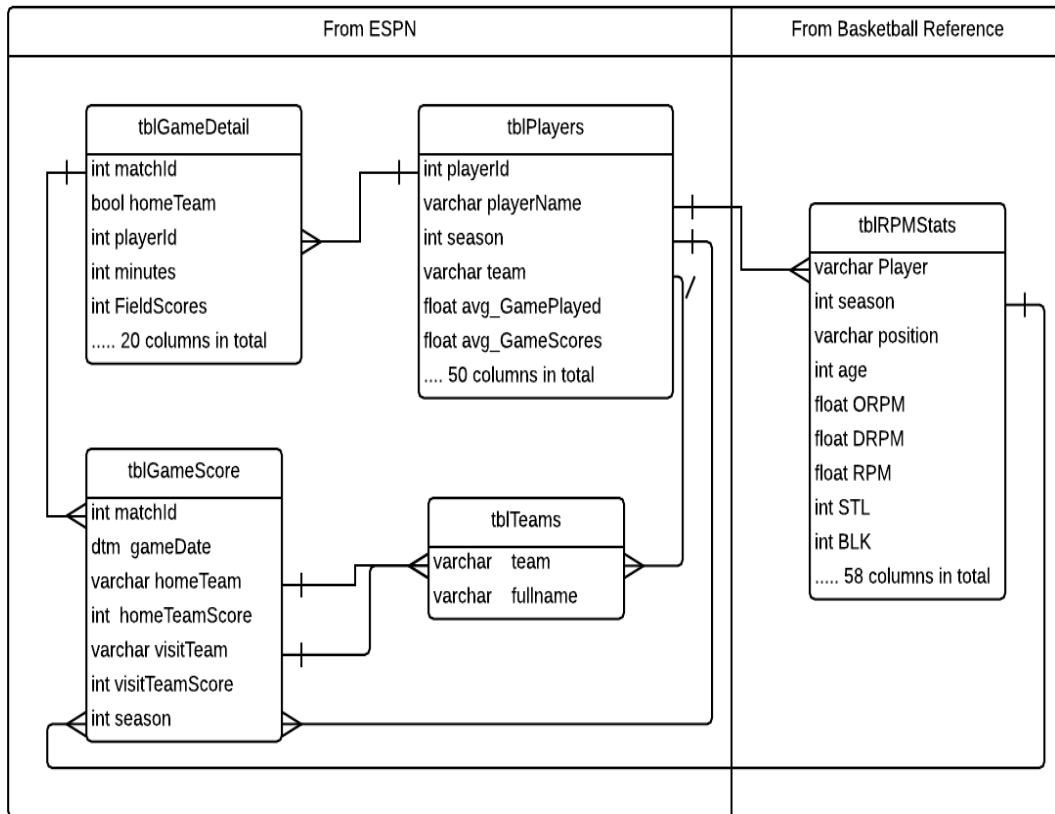 From ESPN
From Basketball Reference
tblGameDetail
int matchId
bool homeTeam
int playerId
int minutes
int FieldScores
..... 20 columns in total
tblPlayers
int playerId
varchar playerName
int season
varchar team
float avg_GamePlayed
float avg_GameScores
.... 50 columns in total
tblRPMStats
varchar Player
int season
varchar position
int age
float ORPM
float DRPM
float RPM
int STL
int BLK
..... 58 columns in total
tblGameScore
int matchId
dtm gameDate
varchar homeTeam
int homeTeamScore
varchar visitTeam
int visitTeamScore
int season
tblTeams
varchar team
varchar fullname